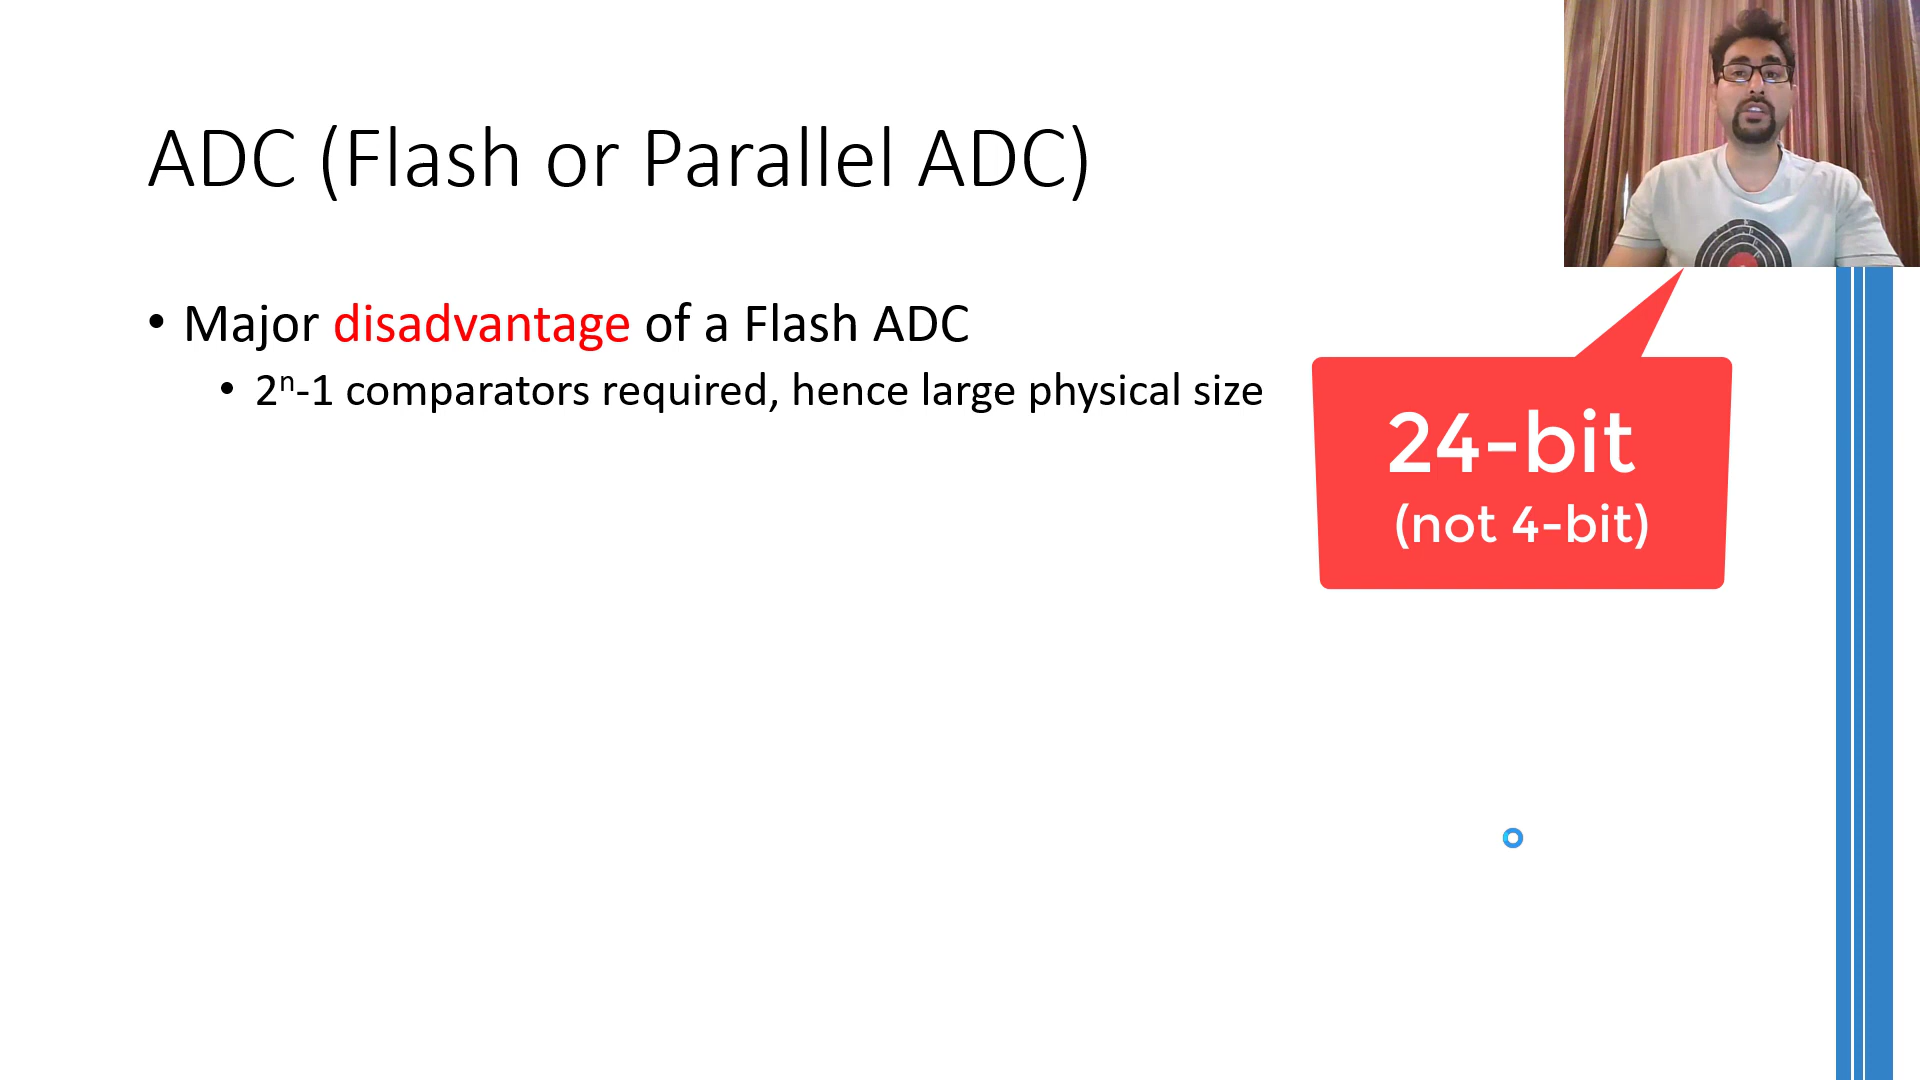 ADC (Flash or Parallel ADC)
• Major disadvantage of a Flash ADC
• 2ⁿ-1 comparators required, hence large physical size
24-bit
(not 4-bit)